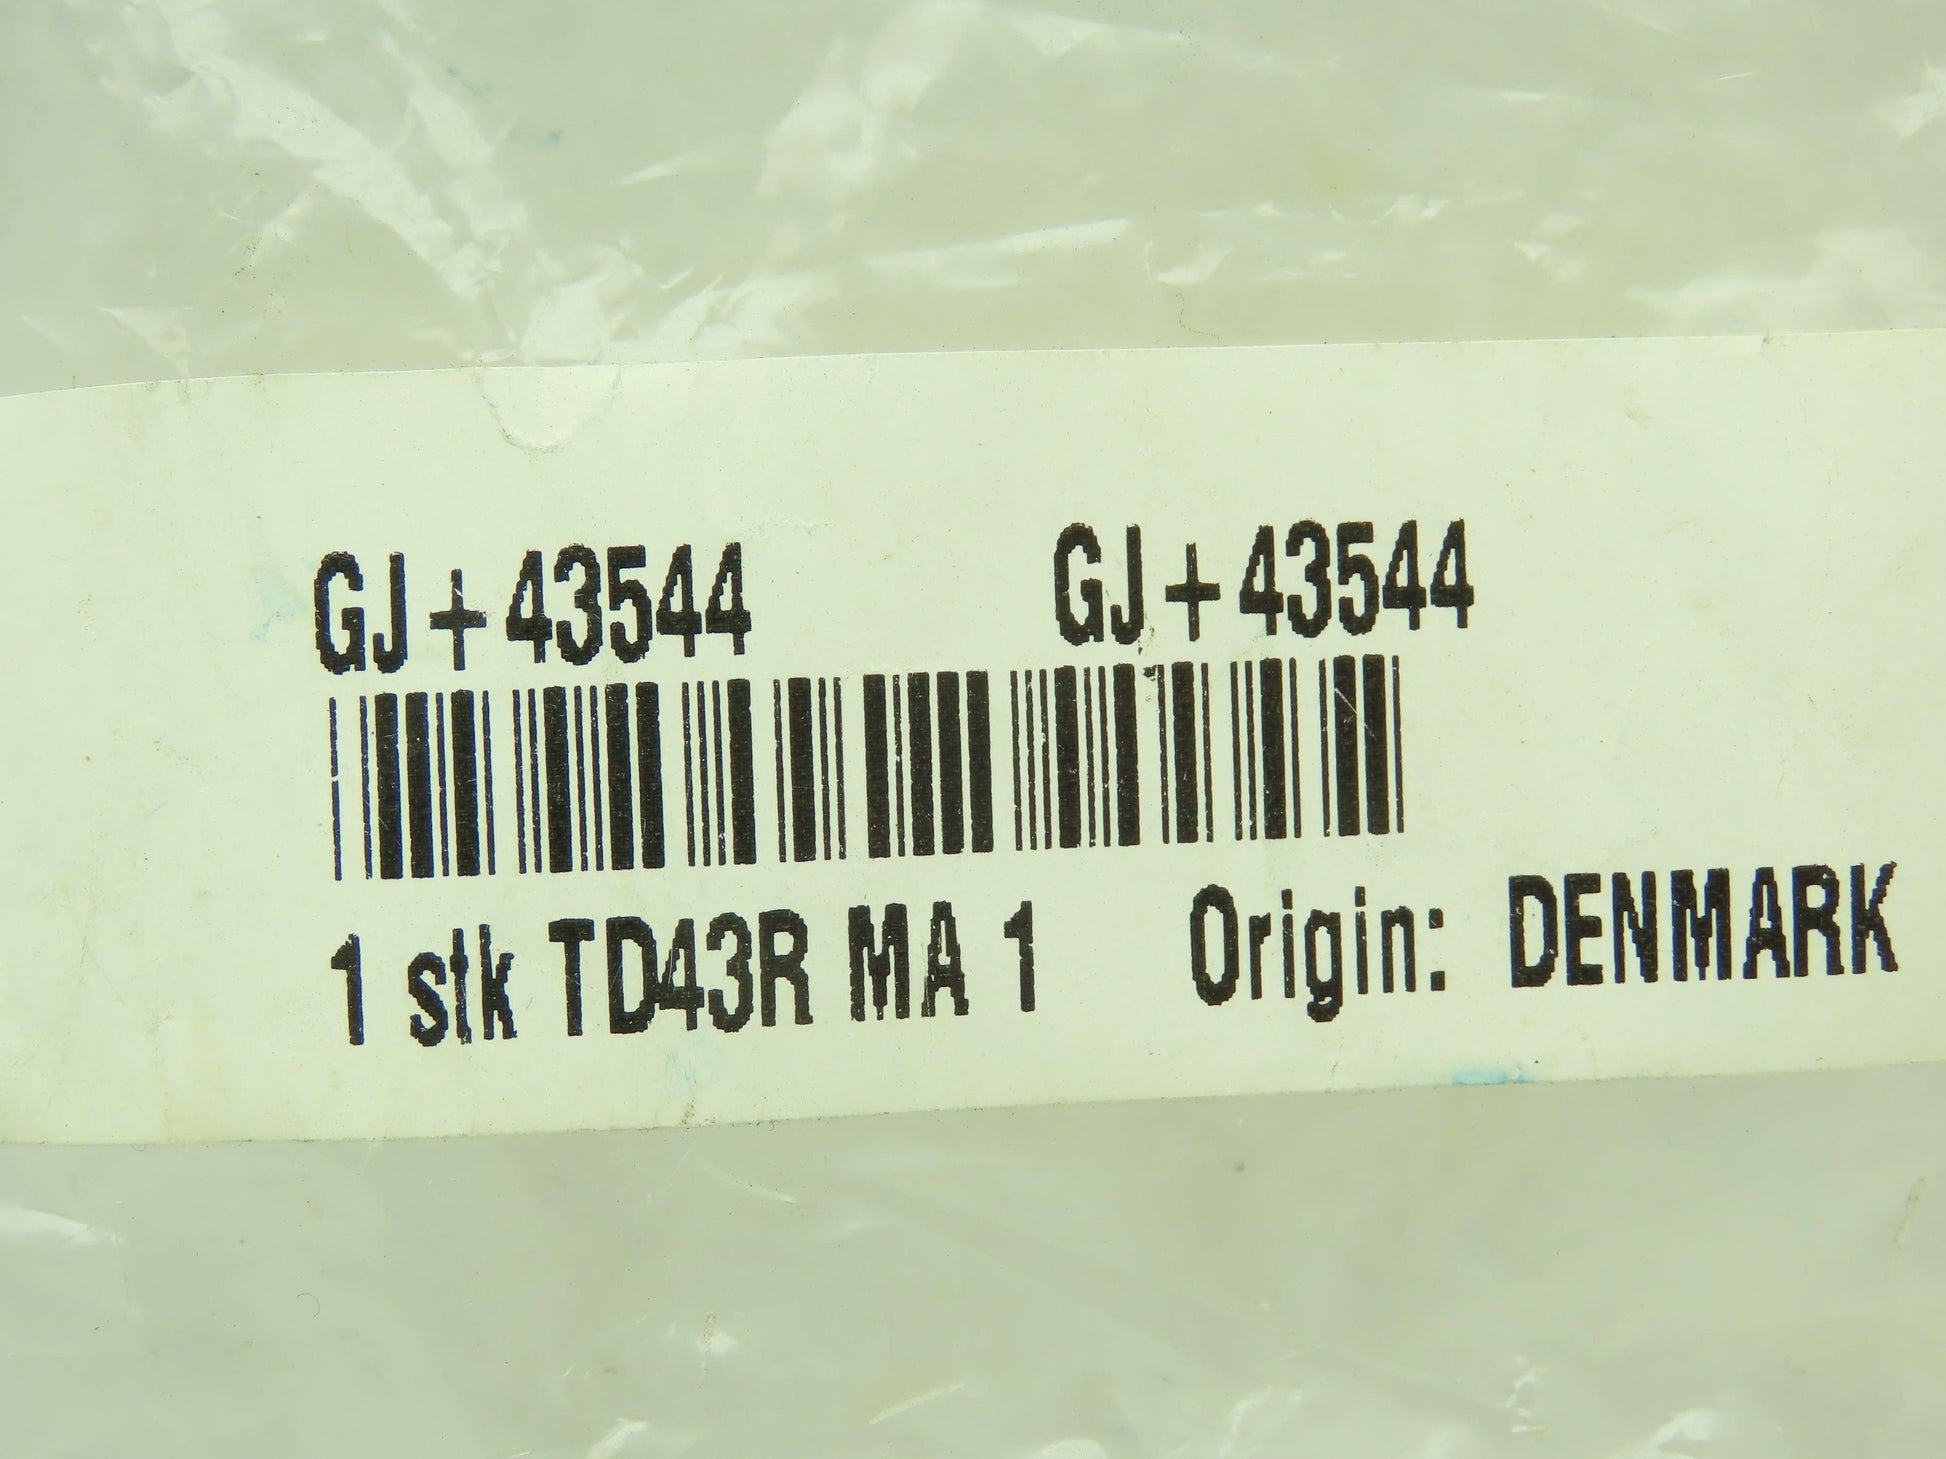 GJ+43544 GJ+43544
1 stk TD43R MA 1 Origin: DENMARK